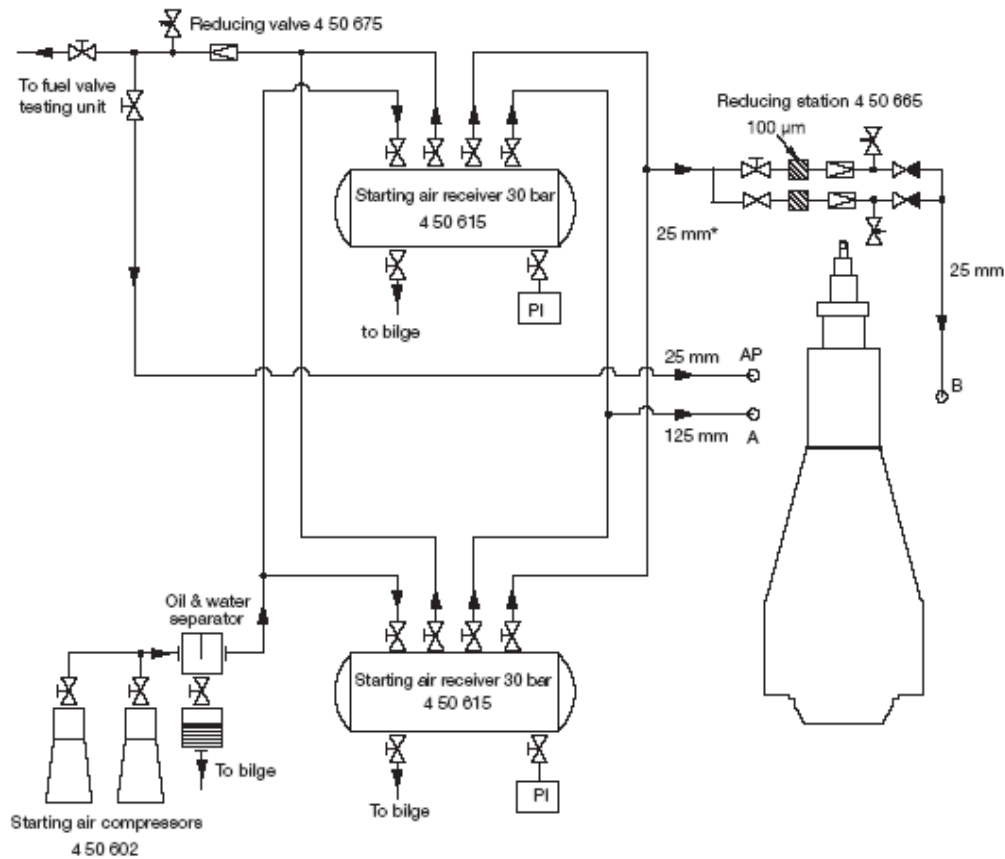 Reducing valve 4 50 675
To fuel valve
testing unit
Reducing station 4 50 665
100 µm
Starting air receiver 30 bar
4 50 615
25 mm*
25 mm
PI
to bilge
25 mm
AP
B
125 mm
A
Oil & water
separator
Starting air receiver 30 bar
4 50 615
To bilge
To bilge
PI
Starting air compressors
4 50 602